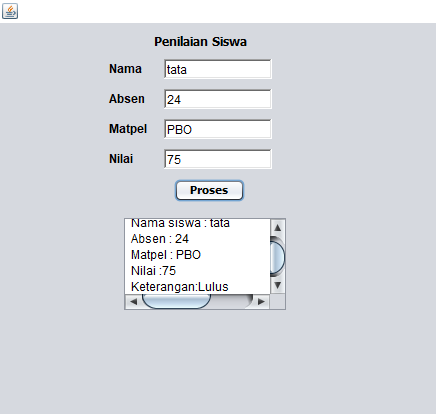 Penilaian Siswa
Nama tata
Absen 24
Matpel PBO
Nilai 75
Proses
Nama siswa : tata
Absen : 24
Matpel : PBO
Nilai :75
Keterangan:Lulus